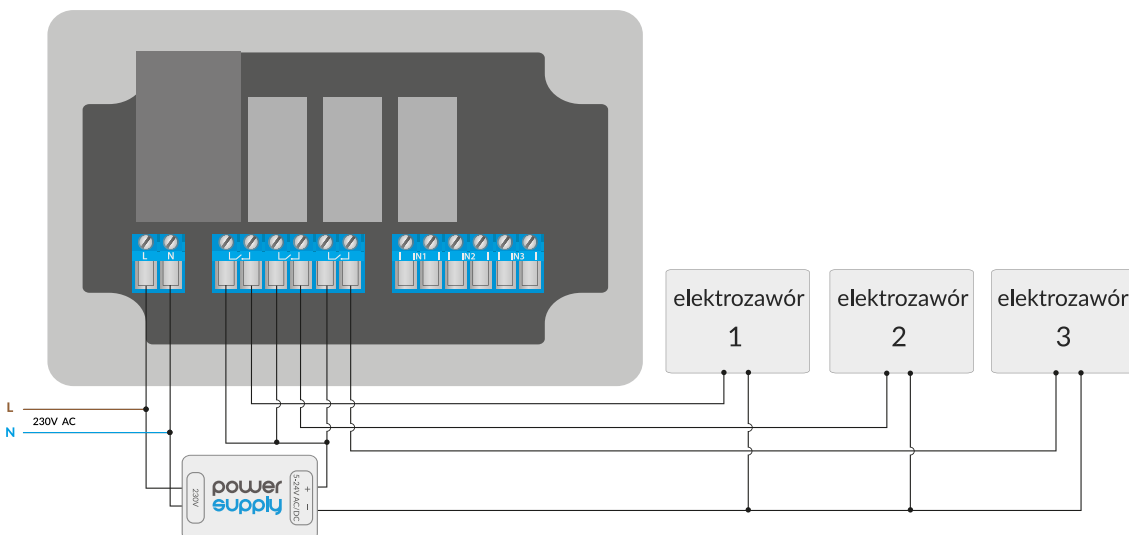 L N
IN1 IN2 IN3
elektrozawór
1
elektrozawór
2
elektrozawór
3
L
230V AC
N
230V
power
supply
5-24V AC/DC
+
−